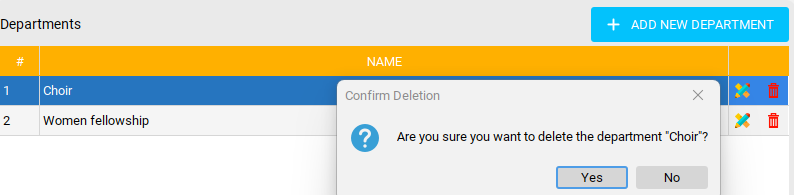 Departments
+ ADD NEW DEPARTMENT
# NAME
1 Choir
Confirm Deletion
2 Women fellowship
Are you sure you want to delete the department "Choir"?
Yes No